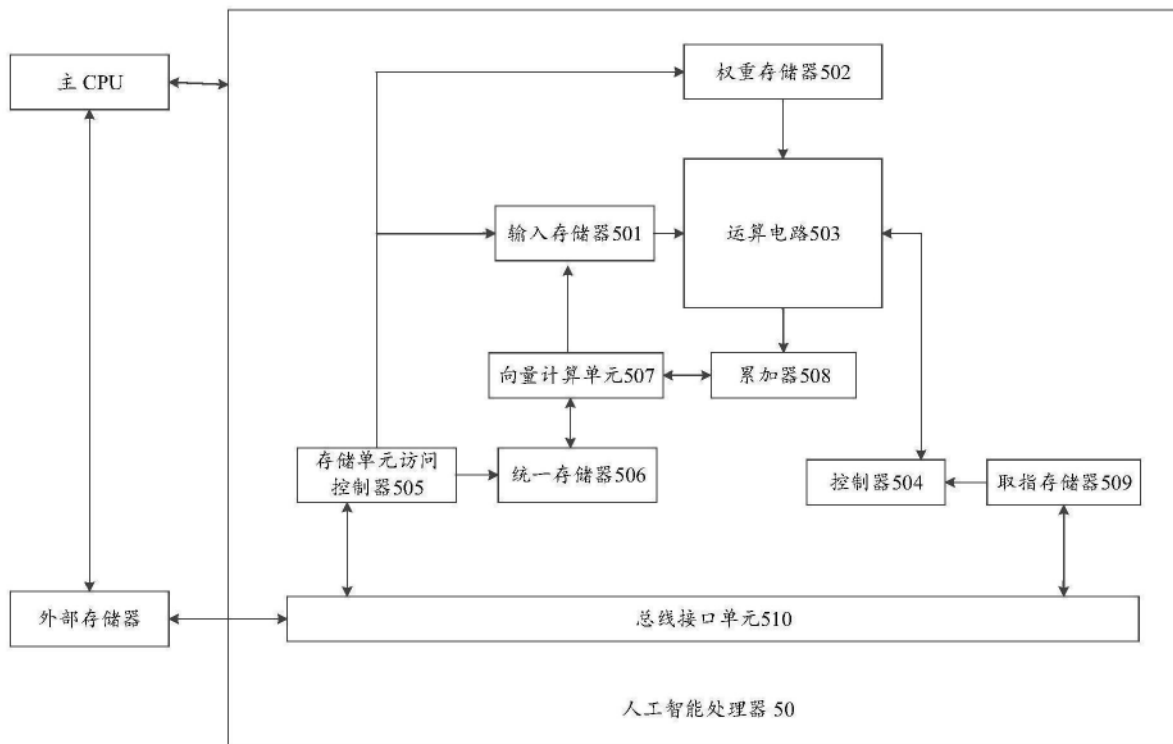 主 CPU
权重存储器502
输入存储器501
运算电路503
向量计算单元507
累加器508
存储单元访问
控制器505
统一存储器506
控制器504
取指存储器509
外部存储器
总线接口单元510
人工智能处理器 50